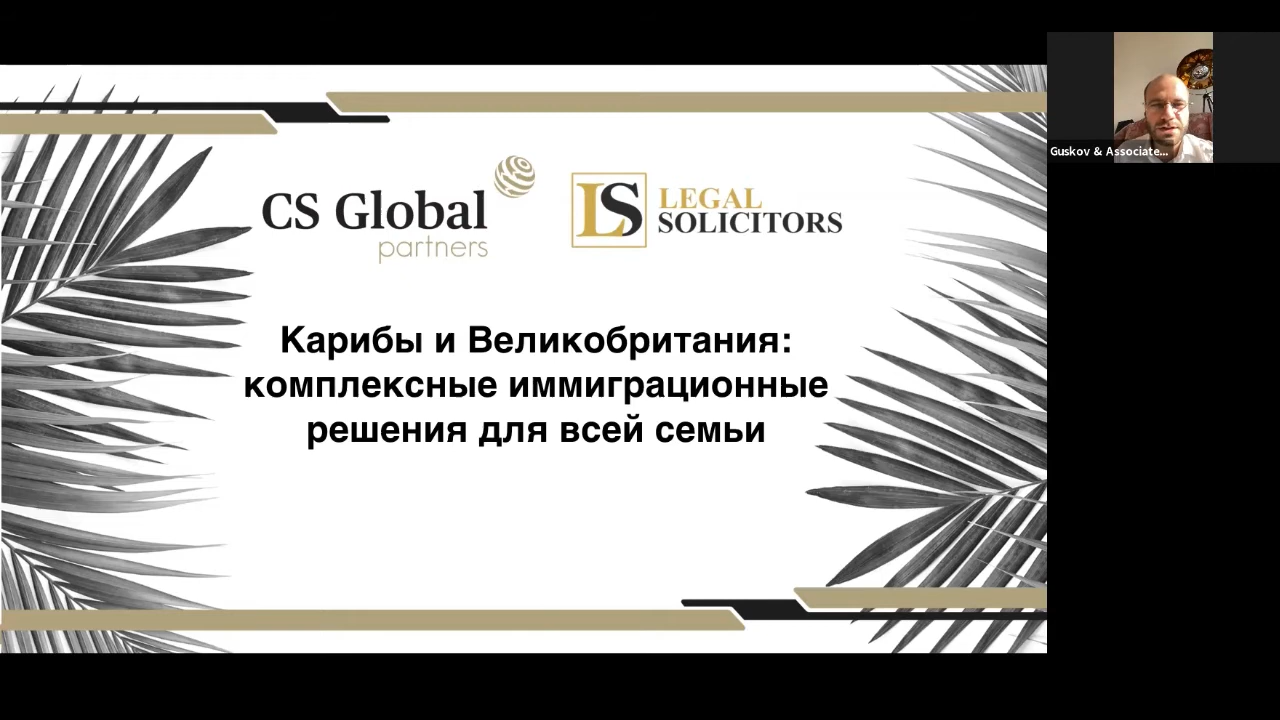 CS Global
partners
LS
LEGAL
SOLICITORS
Карибы и Великобритания:
комплексные иммиграционные
решения для всей семьи
Guskov & Associate...